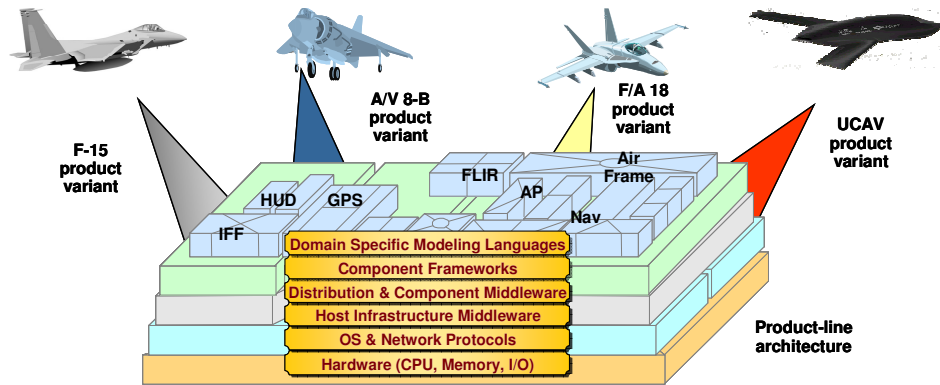 F-15
product
variant
A/V 8-B
product
variant
F/A 18
product
variant
UCAV
product
variant
FLIR
Air
Frame
AP
HUD
GPS
Nav
IFF
Domain Specific Modeling Languages
Component Frameworks
Distribution & Component Middleware
Host Infrastructure Middleware
OS & Network Protocols
Hardware (CPU, Memory, I/O)
Product-line
architecture